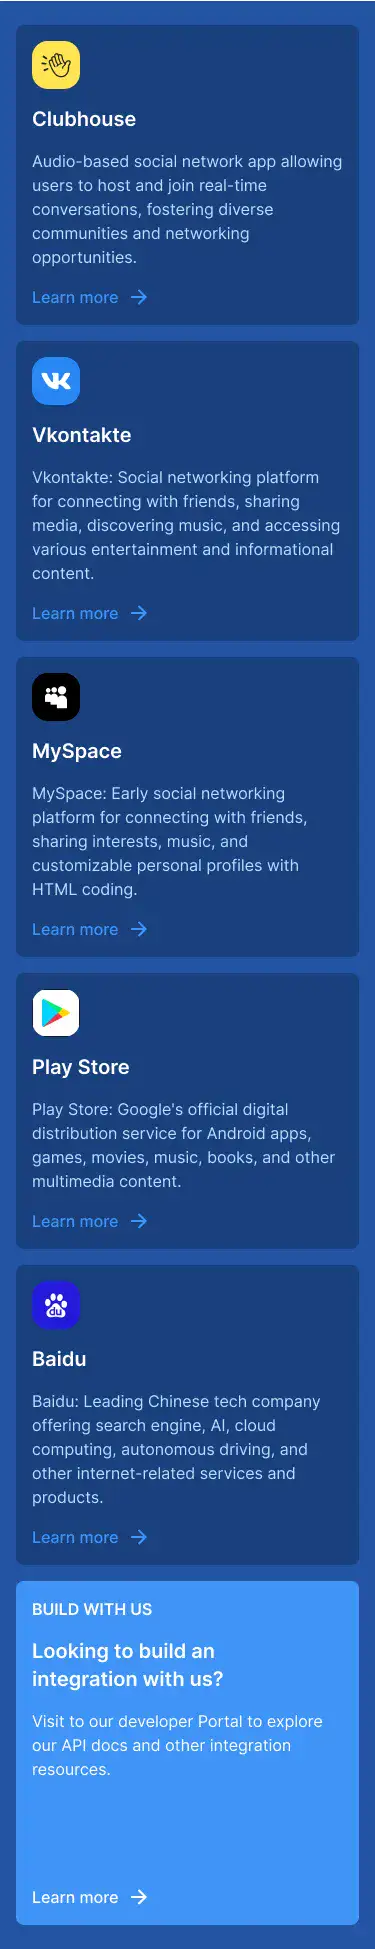 Clubhouse
Audio-based social network app allowing
users to host and join real-time
conversations, fostering diverse
communities and networking
opportunities.
Learn more
Vkontakte
Vkontakte: Social networking platform
for connecting with friends, sharing
media, discovering music, and accessing
various entertainment and informational
content.
Learn more
MySpace
MySpace: Early social networking
platform for connecting with friends,
sharing interests, music, and
customizable personal profiles with
HTML coding.
Learn more
Play Store
Play Store: Google's official digital
distribution service for Android apps,
games, movies, music, books, and other
multimedia content.
Learn more
du
Baidu
Baidu: Leading Chinese tech company
offering search engine, AI, cloud
computing, autonomous driving, and
other internet-related services and
products.
Learn more
BUILD WITH US
Looking to build an
integration with us?
Visit to our developer Portal to explore
our API docs and other integration
resources.
Learn more